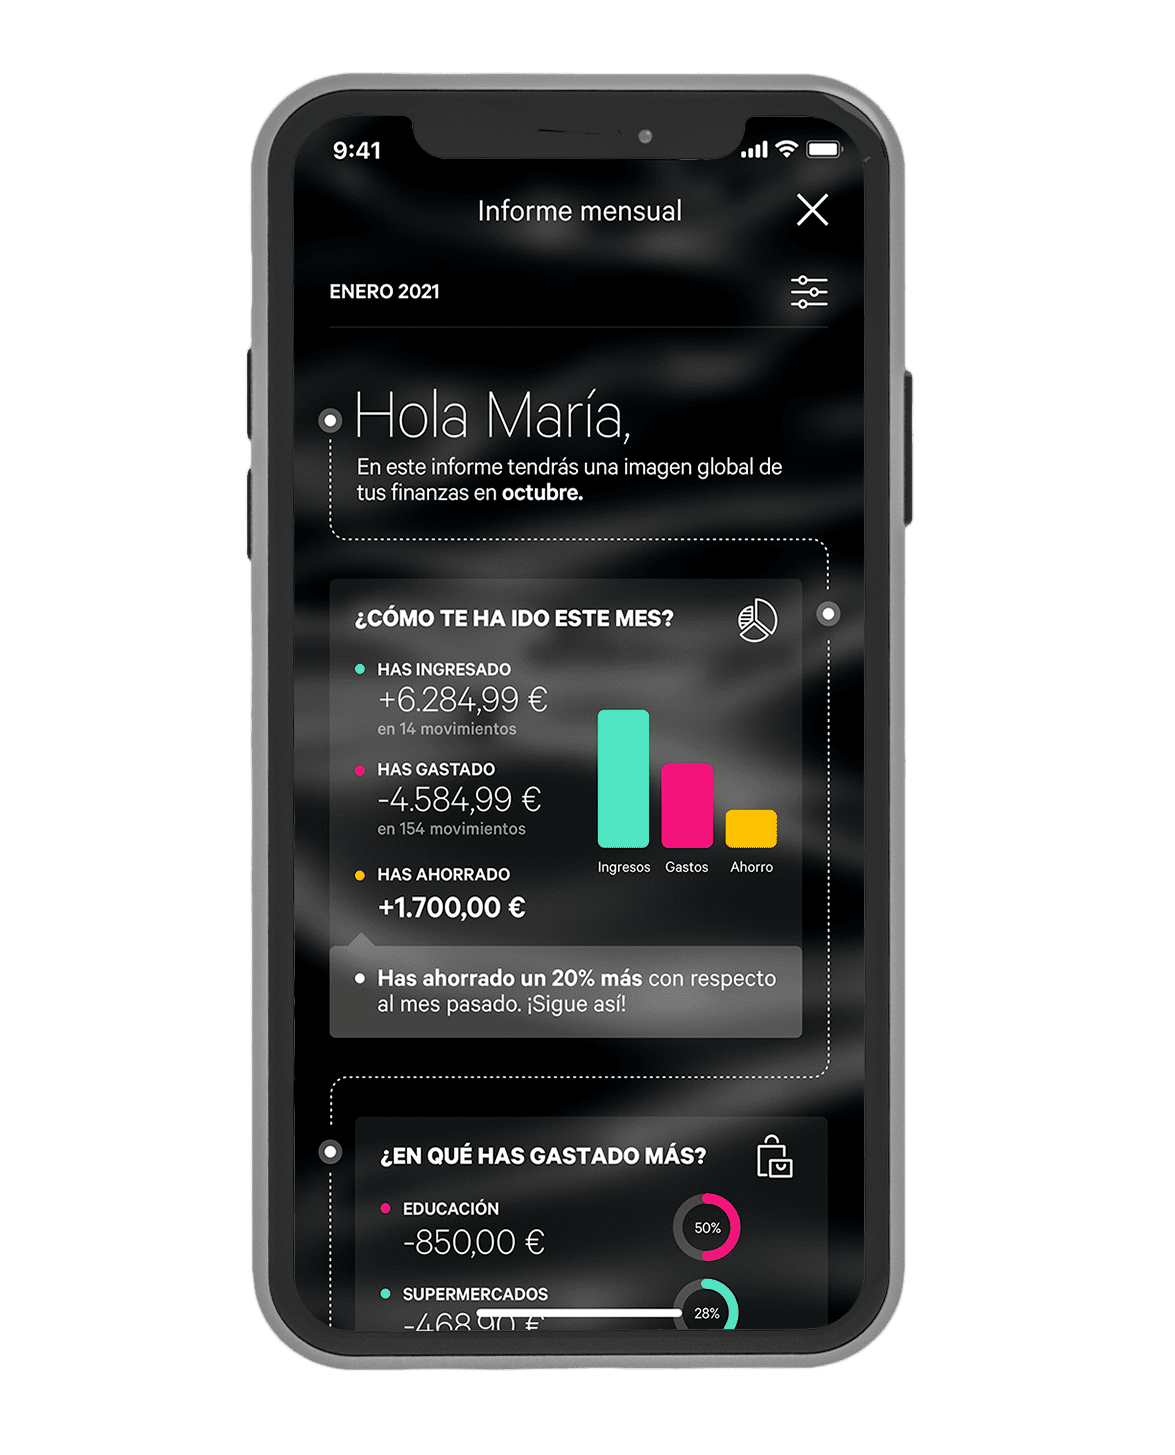 9:41
Informe mensual
ENERO 2021
Hola María,
En este informe tendrás una imagen global de
tus finanzas en octubre.
¿CÓMO TE HA IDO ESTE MES?
HAS INGRESADO
+6.284,99 €
en 14 movimientos
HAS GASTADO
-4.584,99 €
en 154 movimientos
HAS AHORRADO
+1.700,00 €
Ingresos Gastos Ahorro
Has ahorrado un 20% más con respecto
al mes pasado. ¡Sigue así!
¿EN QUÉ HAS GASTADO MÁS?
EDUCACIÓN
-850,00 €
50%
SUPERMERCADOS
-468,90 €
28%